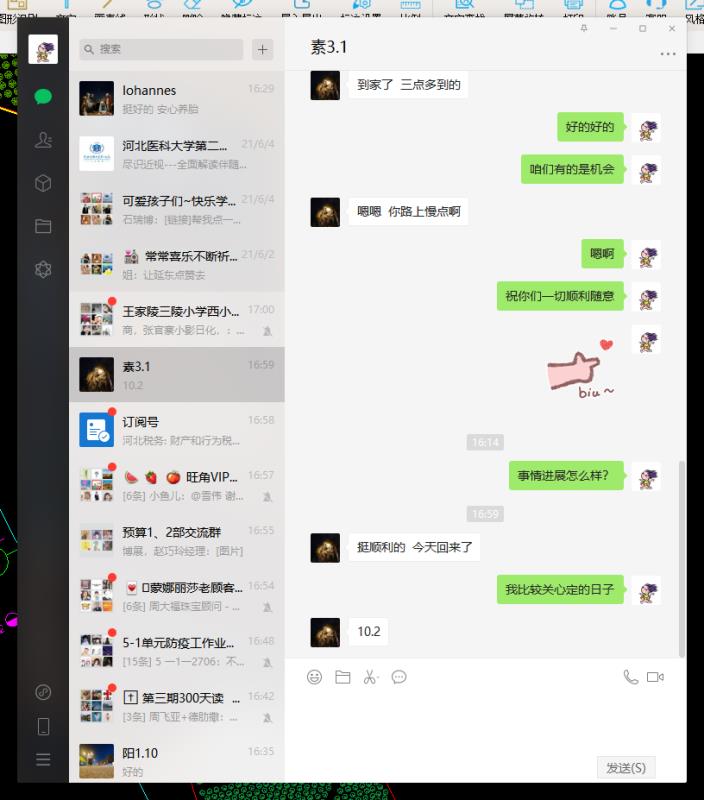 搜索
Iohannes
16:29
挺好的 安心养胎
河北医科大学第二...
21/6/4
尽识近视---全面解读伴随...
可爱孩子们~快乐学...
21/6/4
石瑞博: [链接]帮我点一...
常常喜乐不断祈...
21/6/2
姐: 让延东点赞去
王家陵三陵小学西小...
17:00
商，张官寨小影日化，: ...
素3.1
16:59
10.2
订阅号
16:58
河北税务: 财产和行为税...
旺角VIP...
16:57
[6条] 小鱼儿: @雪伟 谢...
预算1、2部交流群
16:55
博展，赵巧玲经理: [图片]
蒙娜丽莎老顾客...
16:54
[6条] 周大福珠宝顾问 - ...
5-1单元防疫工作业...
16:48
[15条] 5 一1一2706: 不...
第三期300天读 ...
16:42
[3条] 周飞亚+德助撒: ...
阳1.10
16:35
好的
素3.1
到家了 三点多到的
好的好的
咱们有的是机会
嗯嗯 你路上慢点啊
嗯啊
祝你们一切顺利随意
biu~
16:14
事情进展怎么样？
16:59
挺顺利的 今天回来了
我比较关心定的日子
10.2
发送(S)